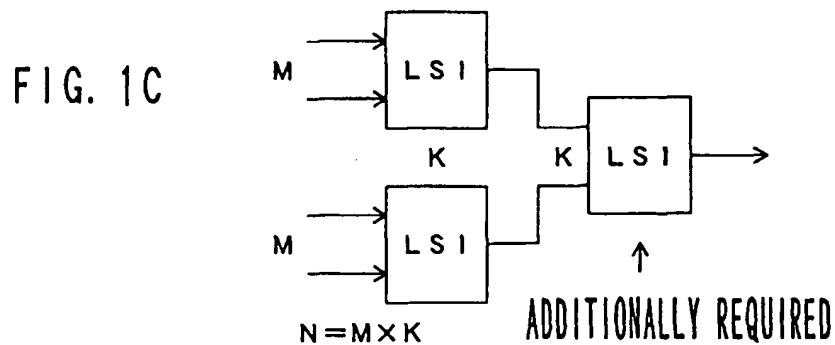 FIG. 1C
M
LSI
K
K
LSI
M
LSI
N=M×K
ADDITIONALLY REQUIRED